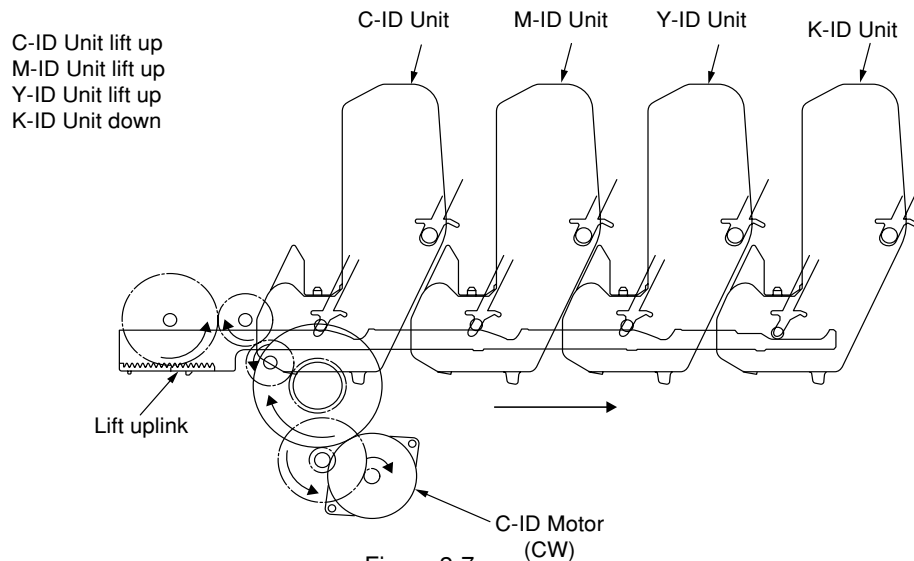 C-ID Unit lift up
M-ID Unit lift up
Y-ID Unit lift up
K-ID Unit down
C-ID Unit
M-ID Unit
Y-ID Unit
K-ID Unit
Lift uplink
C-ID Motor
(CW)